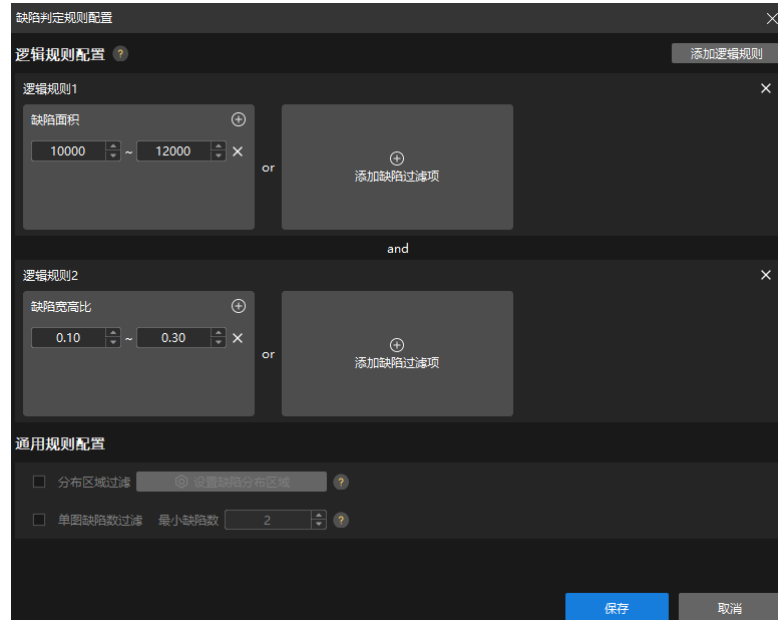 缺陷判定规则配置
逻辑规则配置 ? 添加逻辑规则
逻辑规则1
缺陷面积
10000 ~ 12000
or
添加缺陷过滤项
and
逻辑规则2
缺陷宽高比
0.10 ~ 0.30
or
添加缺陷过滤项
通用规则配置
分布区域过滤 设置缺陷分布区域 ?
单图缺陷数过滤 最小缺陷数 2 ?
保存 取消